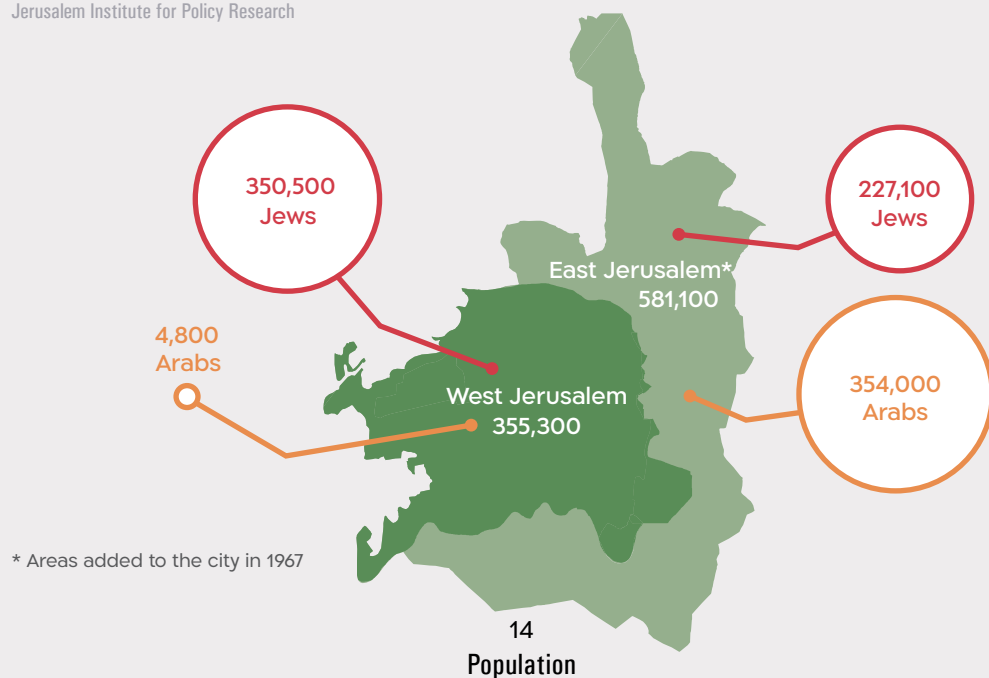 Jerusalem Institute for Policy Research
350,500
Jews
227,100
Jews
East Jerusalem*
581,100
4,800
Arabs
West Jerusalem
355,300
354,000
Arabs
* Areas added to the city in 1967
14
Population